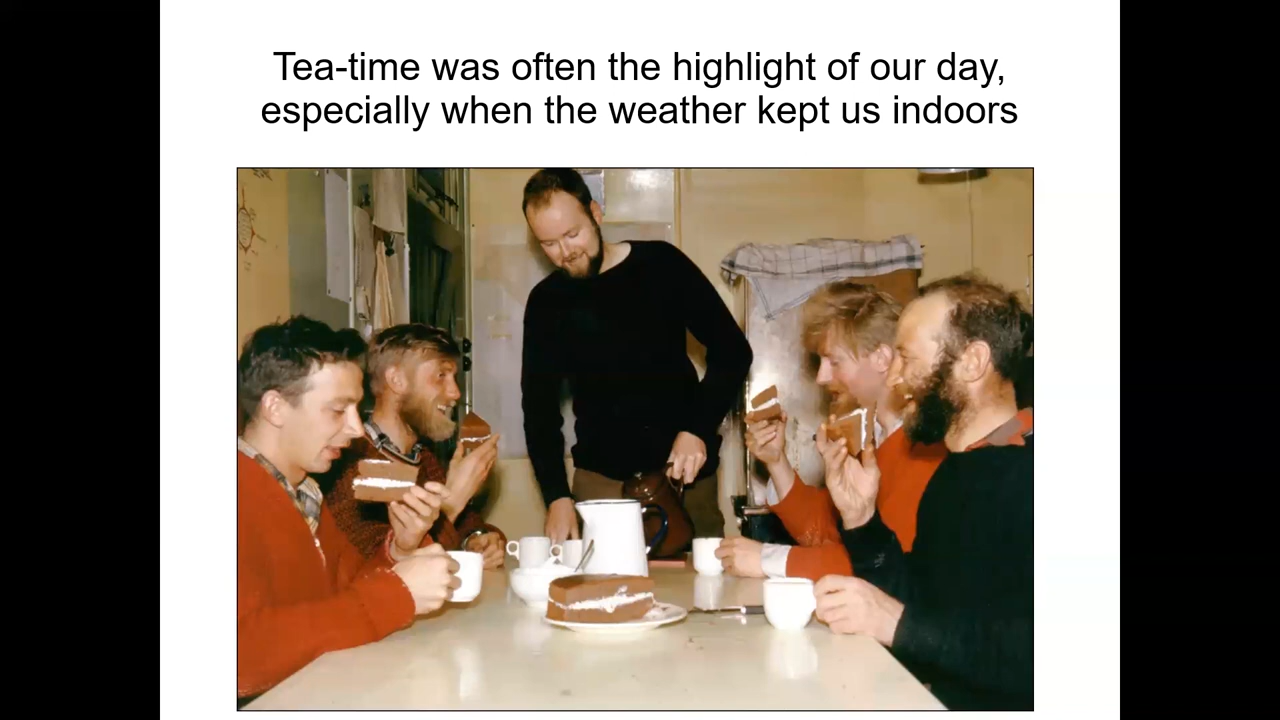 Tea-time was often the highlight of our day,
especially when the weather kept us indoors